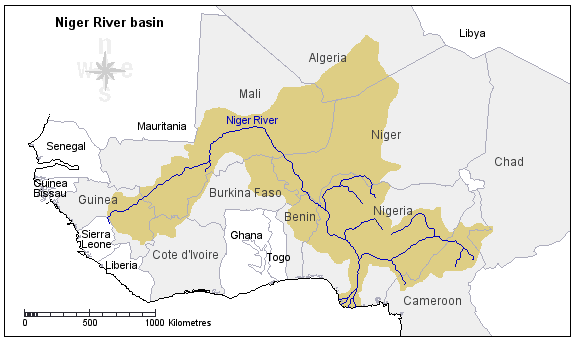 Niger River basin
n
w e
s
Libya
Algeria
Mali
Niger River
Mauritania
Niger
Senegal
Chad
Guinea
Bissau
Guinea
Burkina Faso
Nigeria
Benin
Sierra
Leone
Ghana
Cote d'Ivoire
Togo
Liberia
Cameroon
0 500 1000 Kilometres